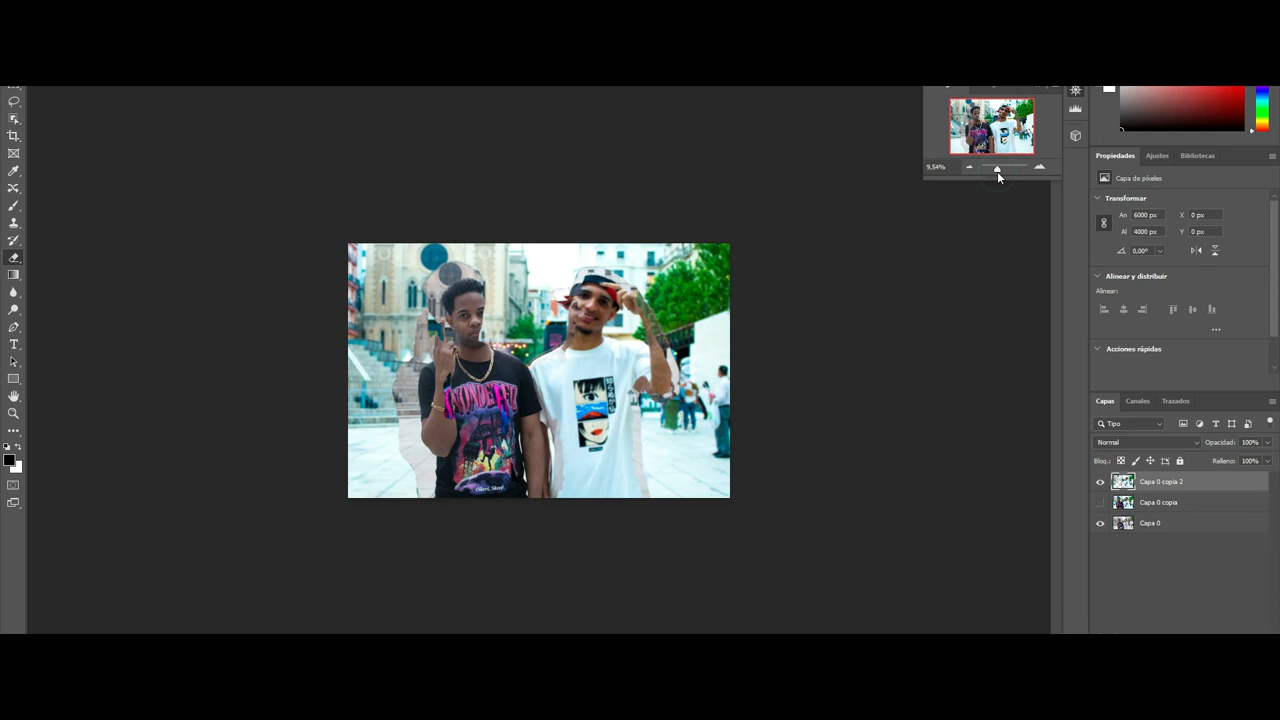 9,54%
Propiedades Ajustes Bibliotecas
Capa de píxeles
Transformar
An 6000 px X 0 px
Al 4000 px Y 0 px
0,00°
Alinear y distribuir
Alinear:
Acciones rápidas
Capas Canales Trazados
Tipo
Normal Opacidad: 100%
Bloq.: Relleno: 100%
Capa 0 copia 2
Capa 0 copia
Capa 0